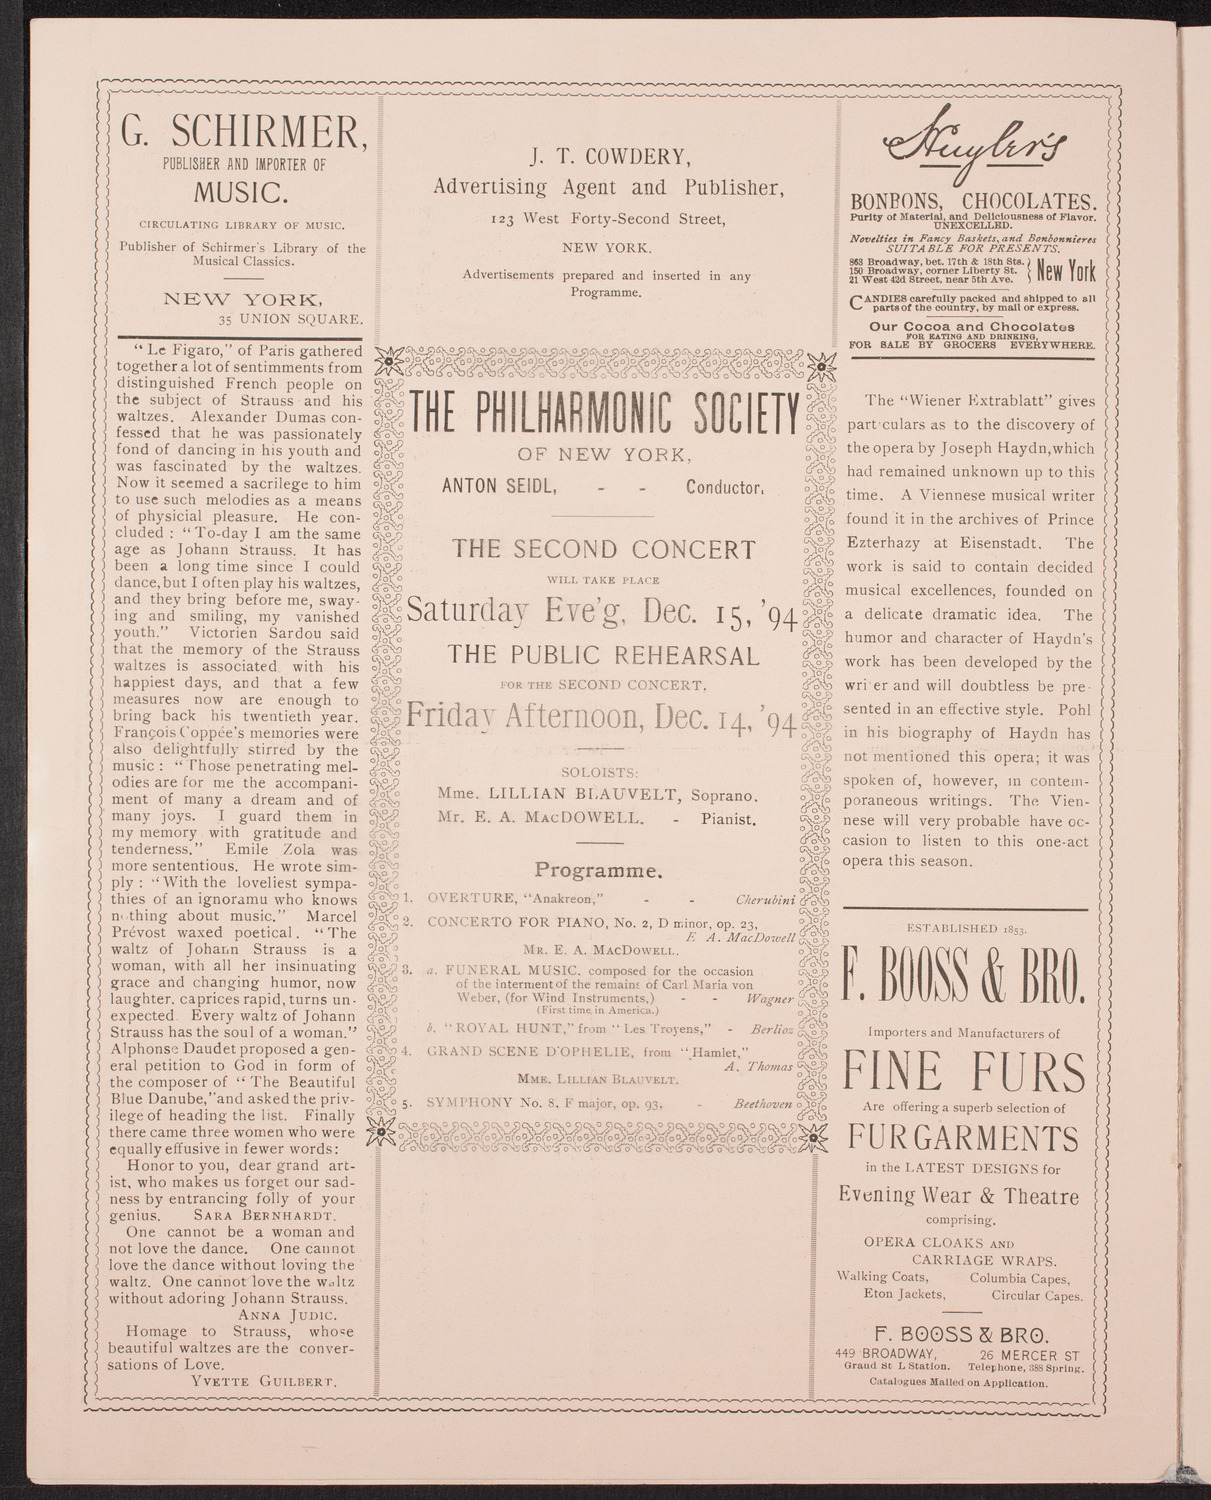 G. SCHIRMER,
PUBLISHER AND IMPORTER OF
MUSIC.
CIRCULATING LIBRARY OF MUSIC.
Publisher of Schirmer's Library of the
Musical Classics.
NEW YORK,
35 UNION SQUARE.
"Le Figaro," of Paris gathered
together a lot of sentimments from
distinguished French people on
the subject of Strauss and his
waltzes. Alexander Dumas con-
fessed that he was passionately
fond of dancing in his youth and
was fascinated by the waltzes.
Now it seemed a sacrilege to him
to use such melodies as a means
of physicial pleasure. He con-
cluded : "To-day I am the same
age as Johann Strauss. It has
been a long time since I could
dance, but I often play his waltzes,
and they bring before me, sway-
ing and smiling, my vanished
youth." Victorien Sardou said
that the memory of the Strauss
waltzes is associated with his
happiest days, and that a few
measures now are enough to
bring back his twentieth year.
François Coppée's memories were
also delightfully stirred by the
music : "Those penetrating mel-
odies are for me the accompani-
ment of many a dream and of
many joys. I guard them in
my memory with gratitude and
tenderness." Emile Zola was
more sententious. He wrote sim-
ply : "With the loveliest sympa-
thies of an ignoramu who knows
nothing about music." Marcel
Prévost waxed poetical. "The
waltz of Johann Strauss is a
woman, with all her insinuating
grace and changing humor, now
laughter, caprices rapid, turns un-
expected. Every waltz of Johann
Strauss has the soul of a woman."
Alphonse Daudet proposed a gen-
eral petition to God in form of
the composer of "The Beautiful
Blue Danube," and asked the priv-
ilege of heading the list. Finally
there came three women who were
equally effusive in fewer words:
Honor to you, dear grand art-
ist, who makes us forget our sad-
ness by entrancing folly of your
genius. SARA BERNHARDT.
One cannot be a woman and
not love the dance. One cannot
love the dance without loving the
waltz. One cannot love the waltz
without adoring Johann Strauss.
ANNA JUDIC.
Homage to Strauss, whose
beautiful waltzes are the conver-
sations of Love.
YVETTE GUILBERT.
J. T. COWDERY,
Advertising Agent and Publisher,
123 West Forty-Second Street,
NEW YORK.
Advertisements prepared and inserted in any
Programme.
THE PHILHARMONIC SOCIETY
OF NEW YORK,
ANTON SEIDL, - - Conductor.
THE SECOND CONCERT
WILL TAKE PLACE
Saturday Eve'g, Dec. 15, '94
THE PUBLIC REHEARSAL
FOR THE SECOND CONCERT,
Friday Afternoon, Dec. 14, '94
SOLOISTS:
Mme. LILLIAN BLAUVELT, Soprano.
Mr. E. A. MACDOWELL. - Pianist.
Programme.
1. OVERTURE, "Anakreon," - - Cherubini
2. CONCERTO FOR PIANO, No. 2, D minor, op. 23,
E A. MacDowell
MR. E. A. MACDOWELL.
3. a. FUNERAL MUSIC, composed for the occasion
of the interment of the remains of Carl Maria von
Weber, (for Wind Instruments,) - - Wagner
(First time in America.)
b. "ROYAL HUNT," from "Les Troyens," - Berlioz
4. GRAND SCENE D'OPHELIE, from "Hamlet,"
A. Thomas
MME. LILLIAN BLAUVELT.
5. SYMPHONY No. 8, F major, op. 93, - Beethoven
Huyler's
BONBONS, CHOCOLATES.
Purity of Material, and Deliciousness of Flavor.
UNEXCELLED.
Novelties in Fancy Baskets, and Bonbonnieres
SUITABLE FOR PRESENTS.
863 Broadway, bet. 17th & 18th Sts.
150 Broadway, corner Liberty St.
21 West 42d Street, near 5th Ave.
New York
CANDIES carefully packed and shipped to all
parts of the country, by mail or express.
Our Cocoa and Chocolates
FOR EATING AND DRINKING,
FOR SALE BY GROCERS EVERYWHERE.
The "Wiener Extrablatt" gives
particulars as to the discovery of
the opera by Joseph Haydn, which
had remained unknown up to this
time. A Viennese musical writer
found it in the archives of Prince
Ezterhazy at Eisenstadt. The
work is said to contain decided
musical excellences, founded on
a delicate dramatic idea. The
humor and character of Haydn's
work has been developed by the
writer and will doubtless be pre-
sented in an effective style. Pohl
in his biography of Haydn has
not mentioned this opera; it was
spoken of, however, in contem-
poraneous writings. The Vien-
nese will very probable have oc-
casion to listen to this one-act
opera this season.
ESTABLISHED 1853.
F. BOOSS & BRO.
Importers and Manufacturers of
FINE FURS
Are offering a superb selection of
FUR GARMENTS
in the LATEST DESIGNS for
Evening Wear & Theatre
comprising.
OPERA CLOAKS AND
CARRIAGE WRAPS.
Walking Coats, Columbia Capes,
Eton Jackets, Circular Capes.
F. BOOSS & BRO.
449 BROADWAY, 26 MERCER ST
Grand St L Station. Telephone, 388 Spring.
Catalogues Mailed on Application.